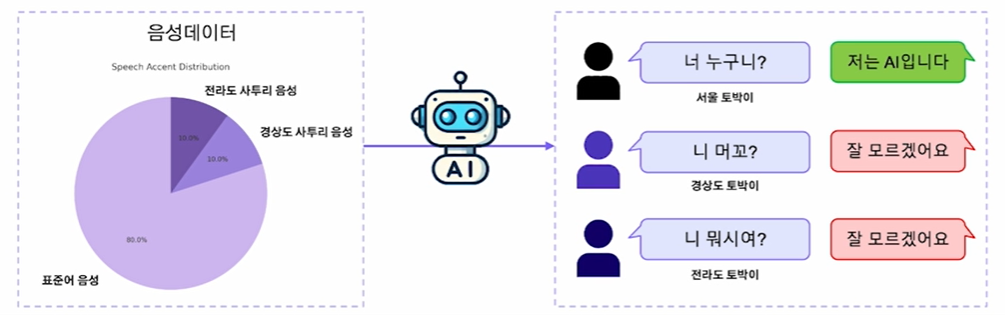 음성데이터
Speech Accent Distribution
전라도 사투리 음성
10.0%
경상도 사투리 음성
10.0%
80.0%
표준어 음성
AI
너 누구니?
저는 AI입니다
서울 토박이
니 머꼬?
잘 모르겠어요
경상도 토박이
니 뭐시여?
잘 모르겠어요
전라도 토박이